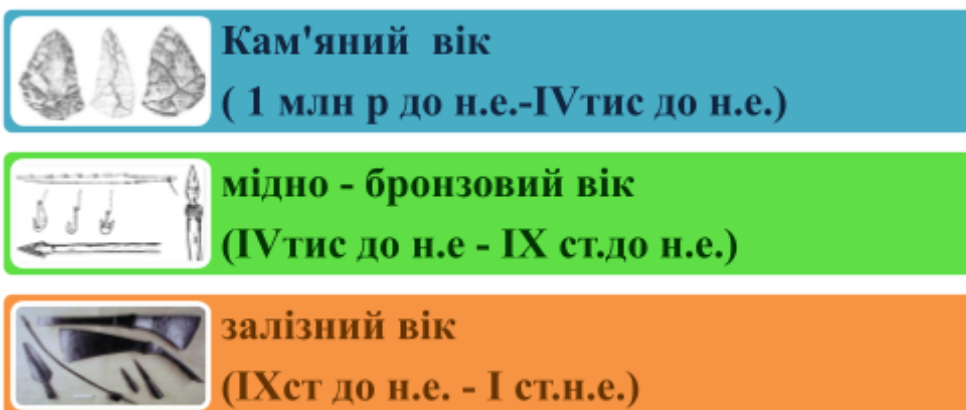 Кам'яний вік
( 1 млн р до н.е.-IVтис до н.е.)
мідно - бронзовий вік
(IVтис до н.е - IX ст.до н.е.)
залізний вік
(IXст до н.е. - I ст.н.е.)